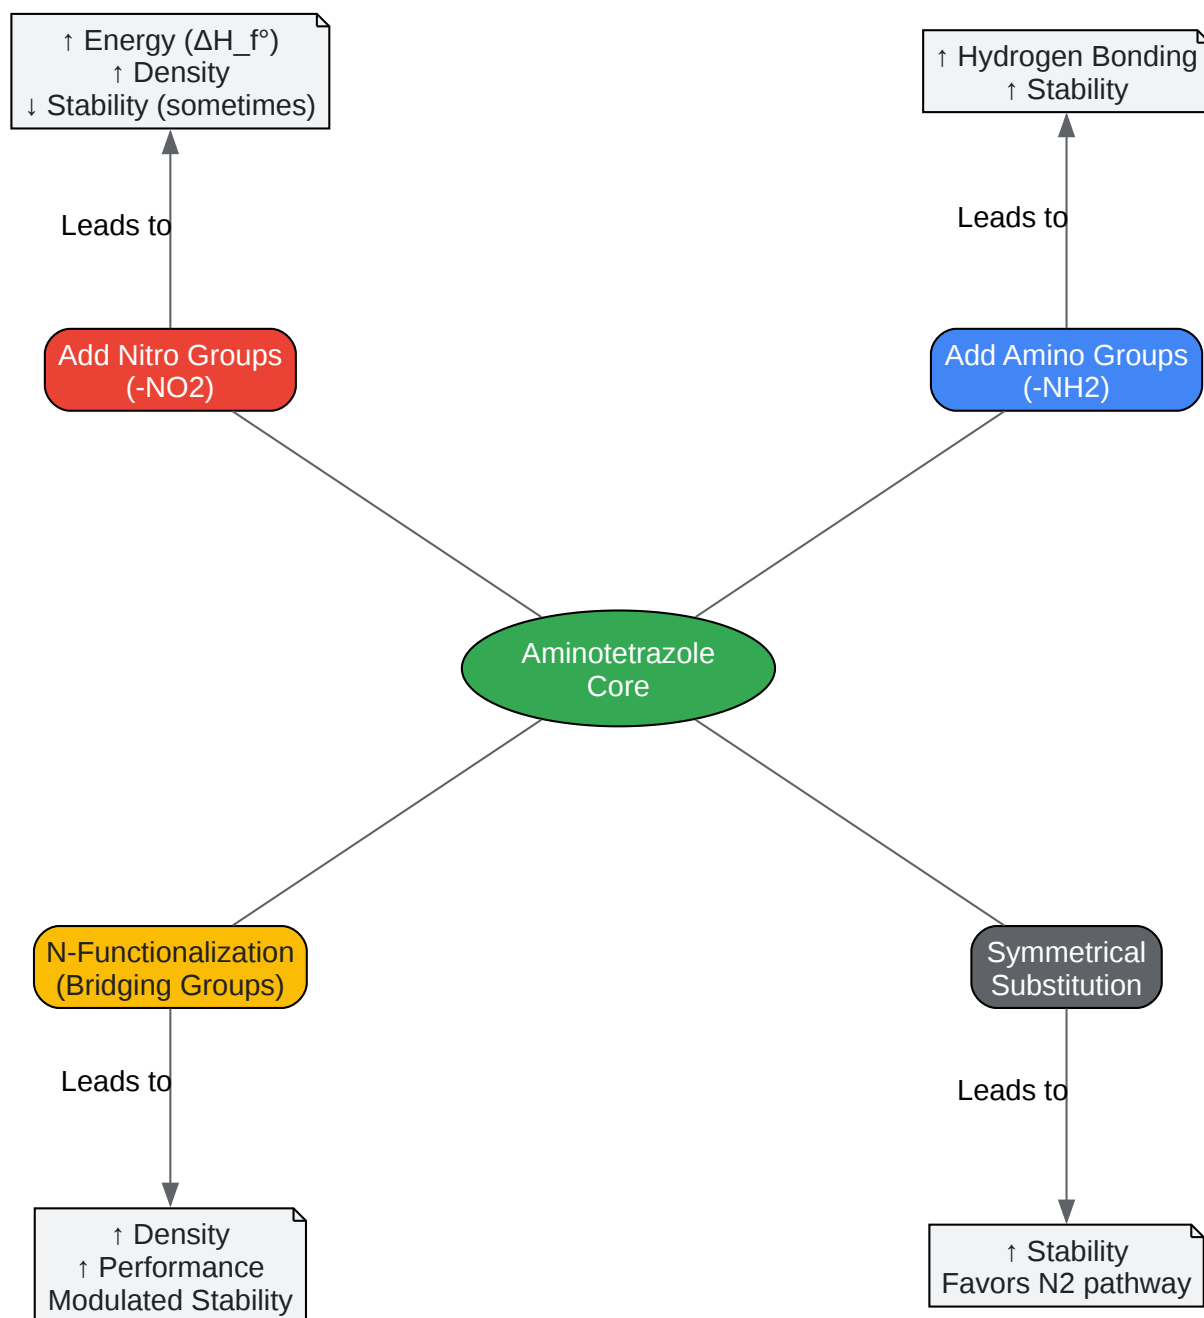 ↑ Energy (ΔH_f°)
↑ Density
↓ Stability (sometimes)
↑ Hydrogen Bonding
↑ Stability
Leads to
Leads to
Add Nitro Groups
(-NO2)
Add Amino Groups
(-NH2)
Aminotetrazole
Core
N-Functionalization
(Bridging Groups)
Symmetrical
Substitution
Leads to
Leads to
↑ Density
↑ Performance
Modulated Stability
↑ Stability
Favors N2 pathway